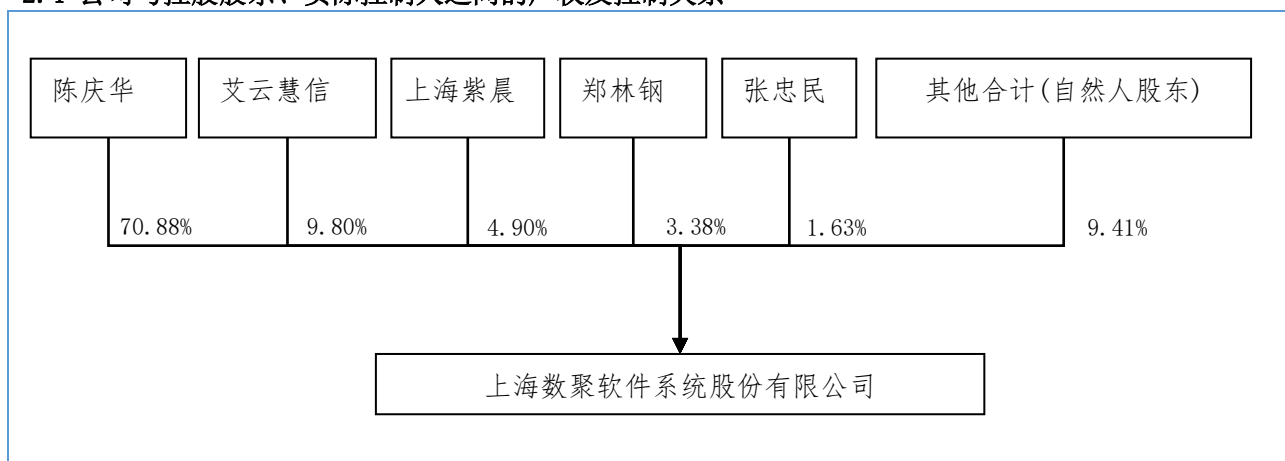 陈庆华 艾云慧信 上海紫晨 郑林钢 张忠民 其他合计(自然人股东)
70.88% 9.80% 4.90% 3.38% 1.63% 9.41%
上海数聚软件系统股份有限公司